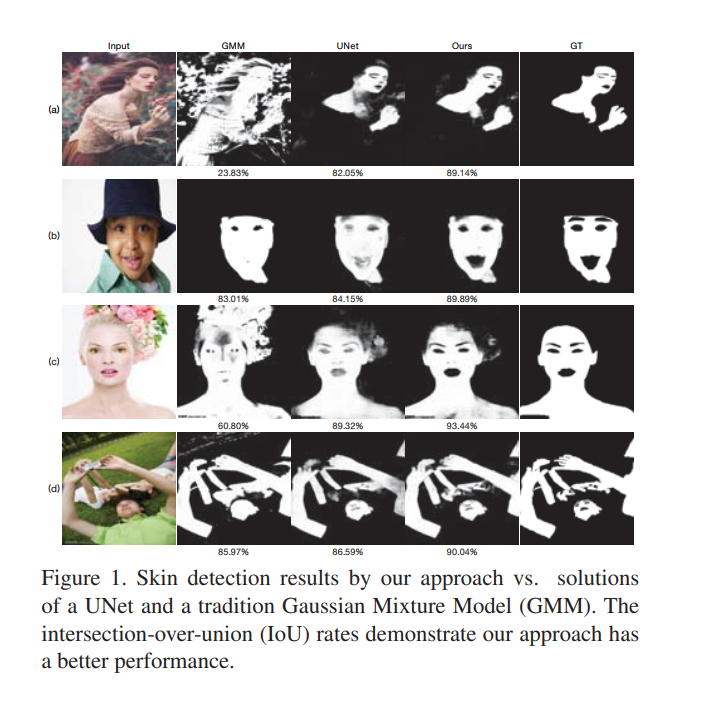 Input GMM UNet Ours GT
(a)
23.83% 82.05% 89.14%
(b)
83.01% 84.15% 89.89%
(c)
60.80% 89.32% 93.44%
(d)
85.97% 86.59% 90.04%
Figure 1. Skin detection results by our approach vs. solutions
of a UNet and a tradition Gaussian Mixture Model (GMM). The
intersection-over-union (IoU) rates demonstrate our approach has
a better performance.